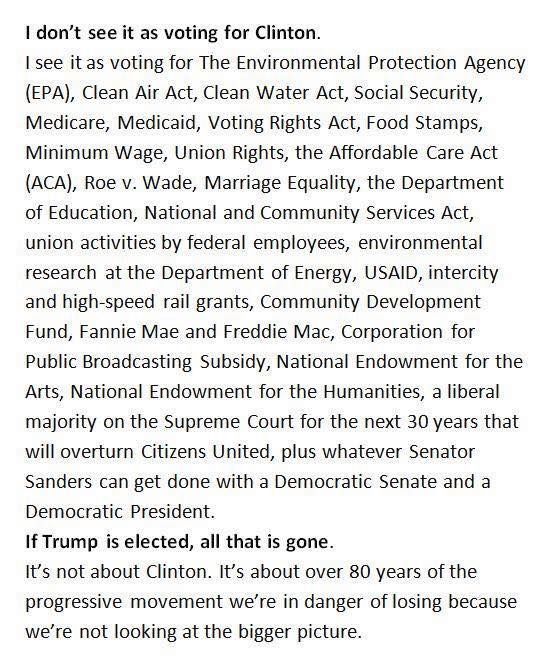 I don’t see it as voting for Clinton.
I see it as voting for The Environmental Protection Agency
(EPA), Clean Air Act, Clean Water Act, Social Security,
Medicare, Medicaid, Voting Rights Act, Food Stamps,
Minimum Wage, Union Rights, the Affordable Care Act
(ACA), Roe v. Wade, Marriage Equality, the Department
of Education, National and Community Services Act,
union activities by federal employees, environmental
research at the Department of Energy, USAID, intercity
and high-speed rail grants, Community Development
Fund, Fannie Mae and Freddie Mac, Corporation for
Public Broadcasting Subsidy, National Endowment for the
Arts, National Endowment for the Humanities, a liberal
majority on the Supreme Court for the next 30 years that
will overturn Citizens United, plus whatever Senator
Sanders can get done with a Democratic Senate and a
Democratic President.
If Trump is elected, all that is gone.
It’s not about Clinton. It’s about over 80 years of the
progressive movement we’re in danger of losing because
we’re not looking at the bigger picture.